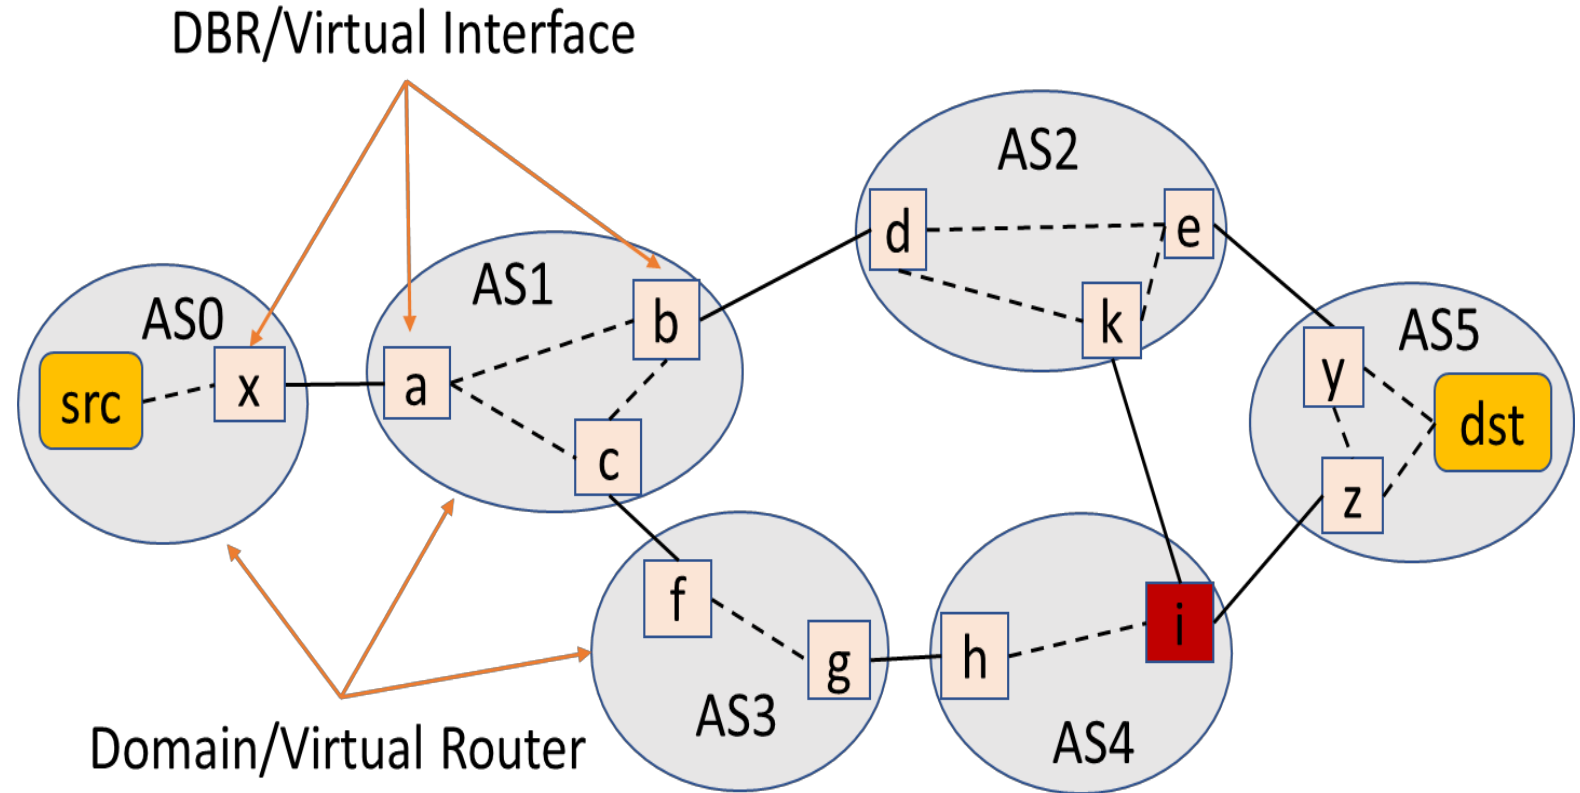 DBR/Virtual Interface
AS2
d
e
k
AS1
b
a
c
AS0
src
x
AS5
y
dst
z
f
g
AS3
h
i
AS4
Domain/Virtual Router